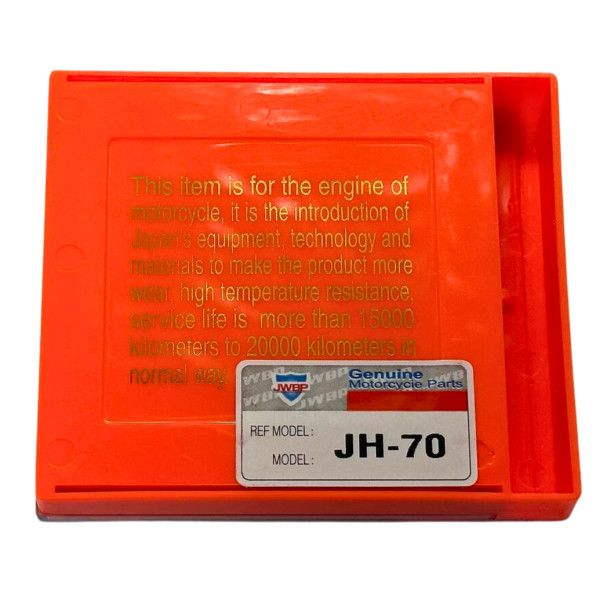 This item is for the engine of
motorcycle, it is the introduction of
Japan's equipment, technology and
materials to make the product more
wear, high temperature resistance,
service life is more than 15000
kilometers to 20000 kilometers in
normal way.
JWBP
Genuine
Motorcycle Parts
REF MODEL:
MODEL:
JH-70